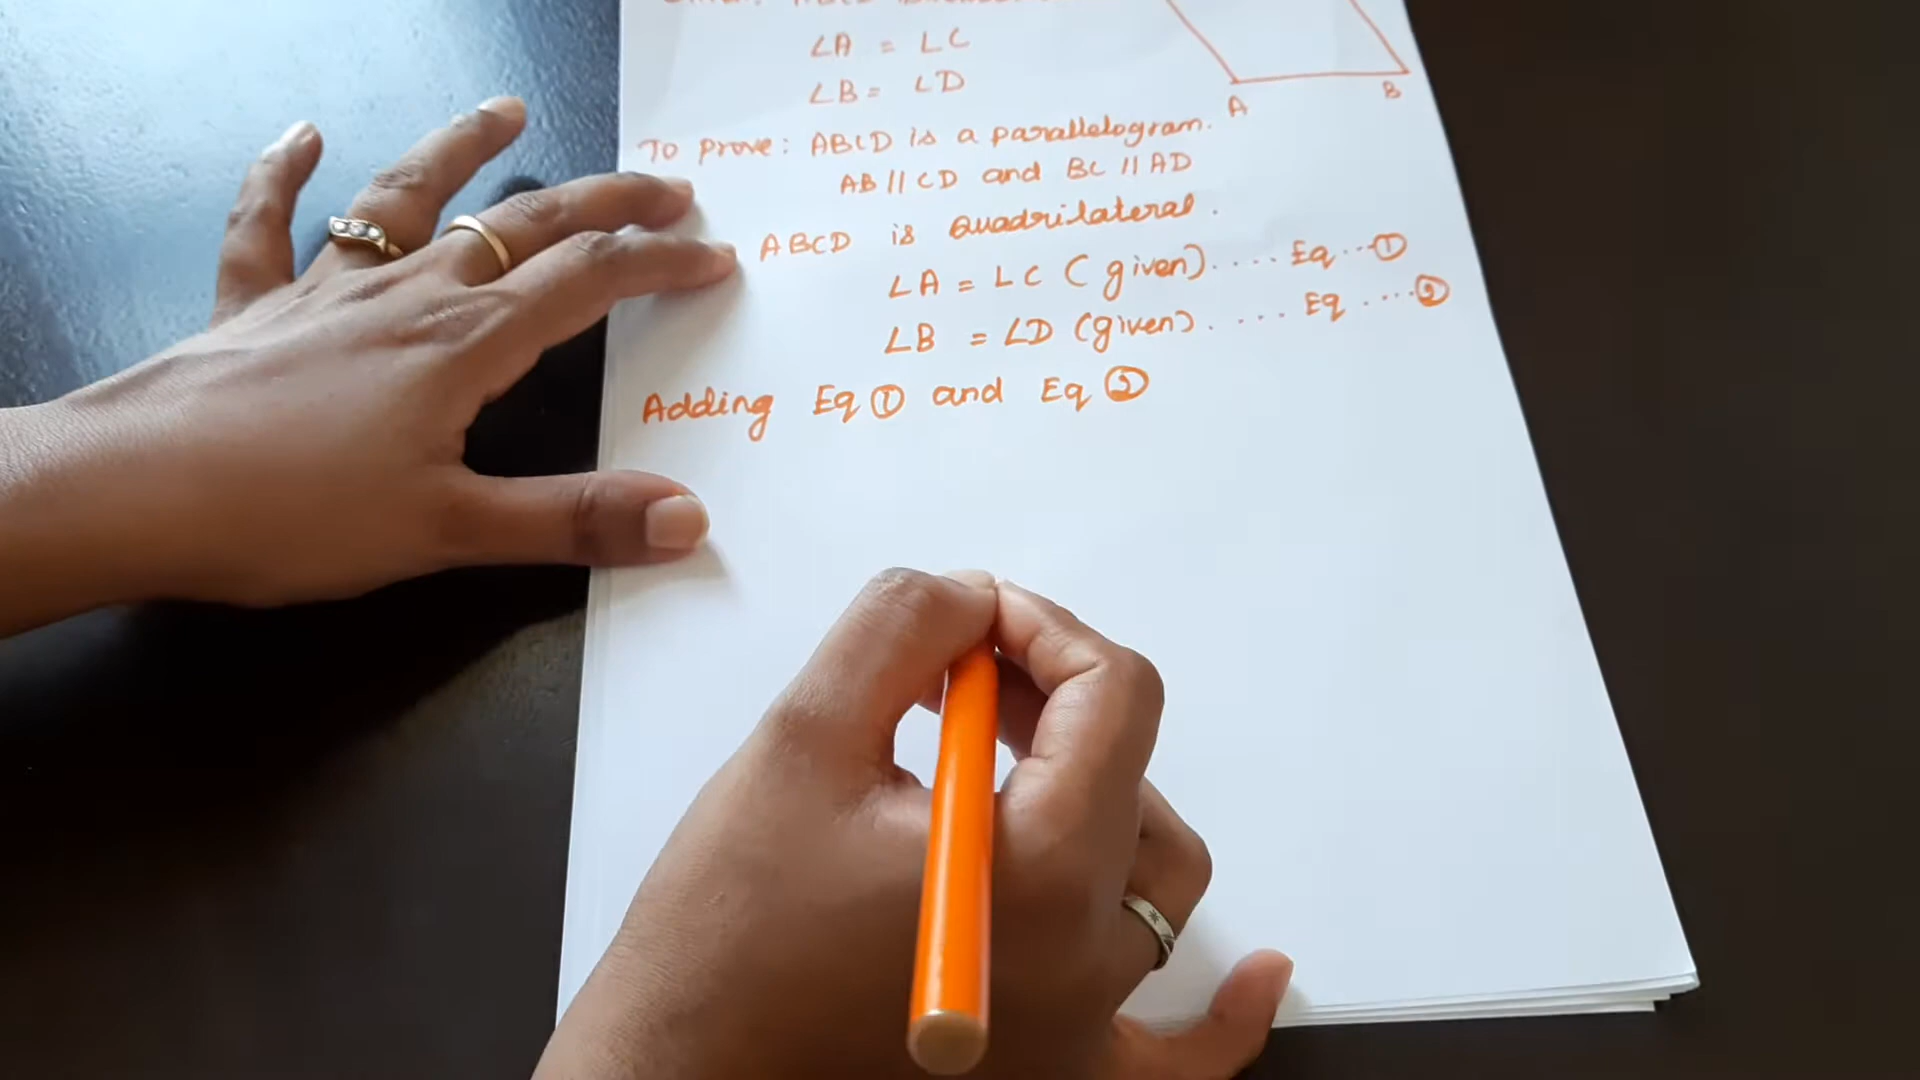 ∠A = ∠C
∠B = ∠D
A
B
To prove: ABCD is a parallelogram.
AB // CD and BC // AD
ABCD is Quadrilateral.
∠A = ∠C (given). ... Eq...①
∠B = ∠D (given). .... Eq ....②
Adding Eq ① and Eq ②